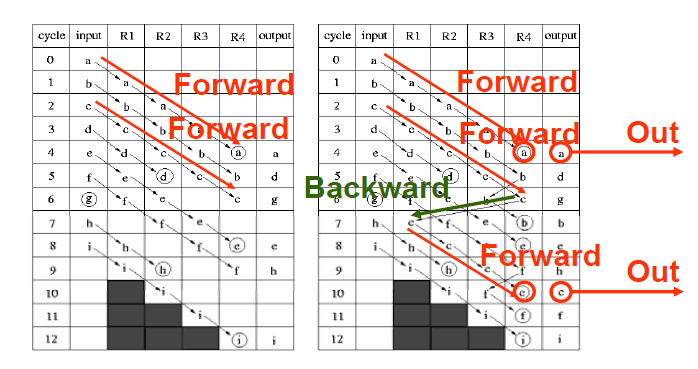 cycle input R1 R2 R3 R4 output
0 a
1 b a
2 c b a
3 d c b a
4 e d c b a a
5 f e d c b d
6 g f e c g
7 h f e
8 i h f e e
9 i h f h
10 i
11 i
12 i i
Forward
Forward
cycle input R1 R2 R3 R4 output
0 a
1 b a
2 c b a
3 d c b a
4 e d c b a a
5 f e d c b d
6 g f e b c g
7 h c f e b b
8 i h c f e e
9 i h c f h
10 i f c c
11 i f f
12 i i
Forward
Forward
Out
Backward
Forward
Out